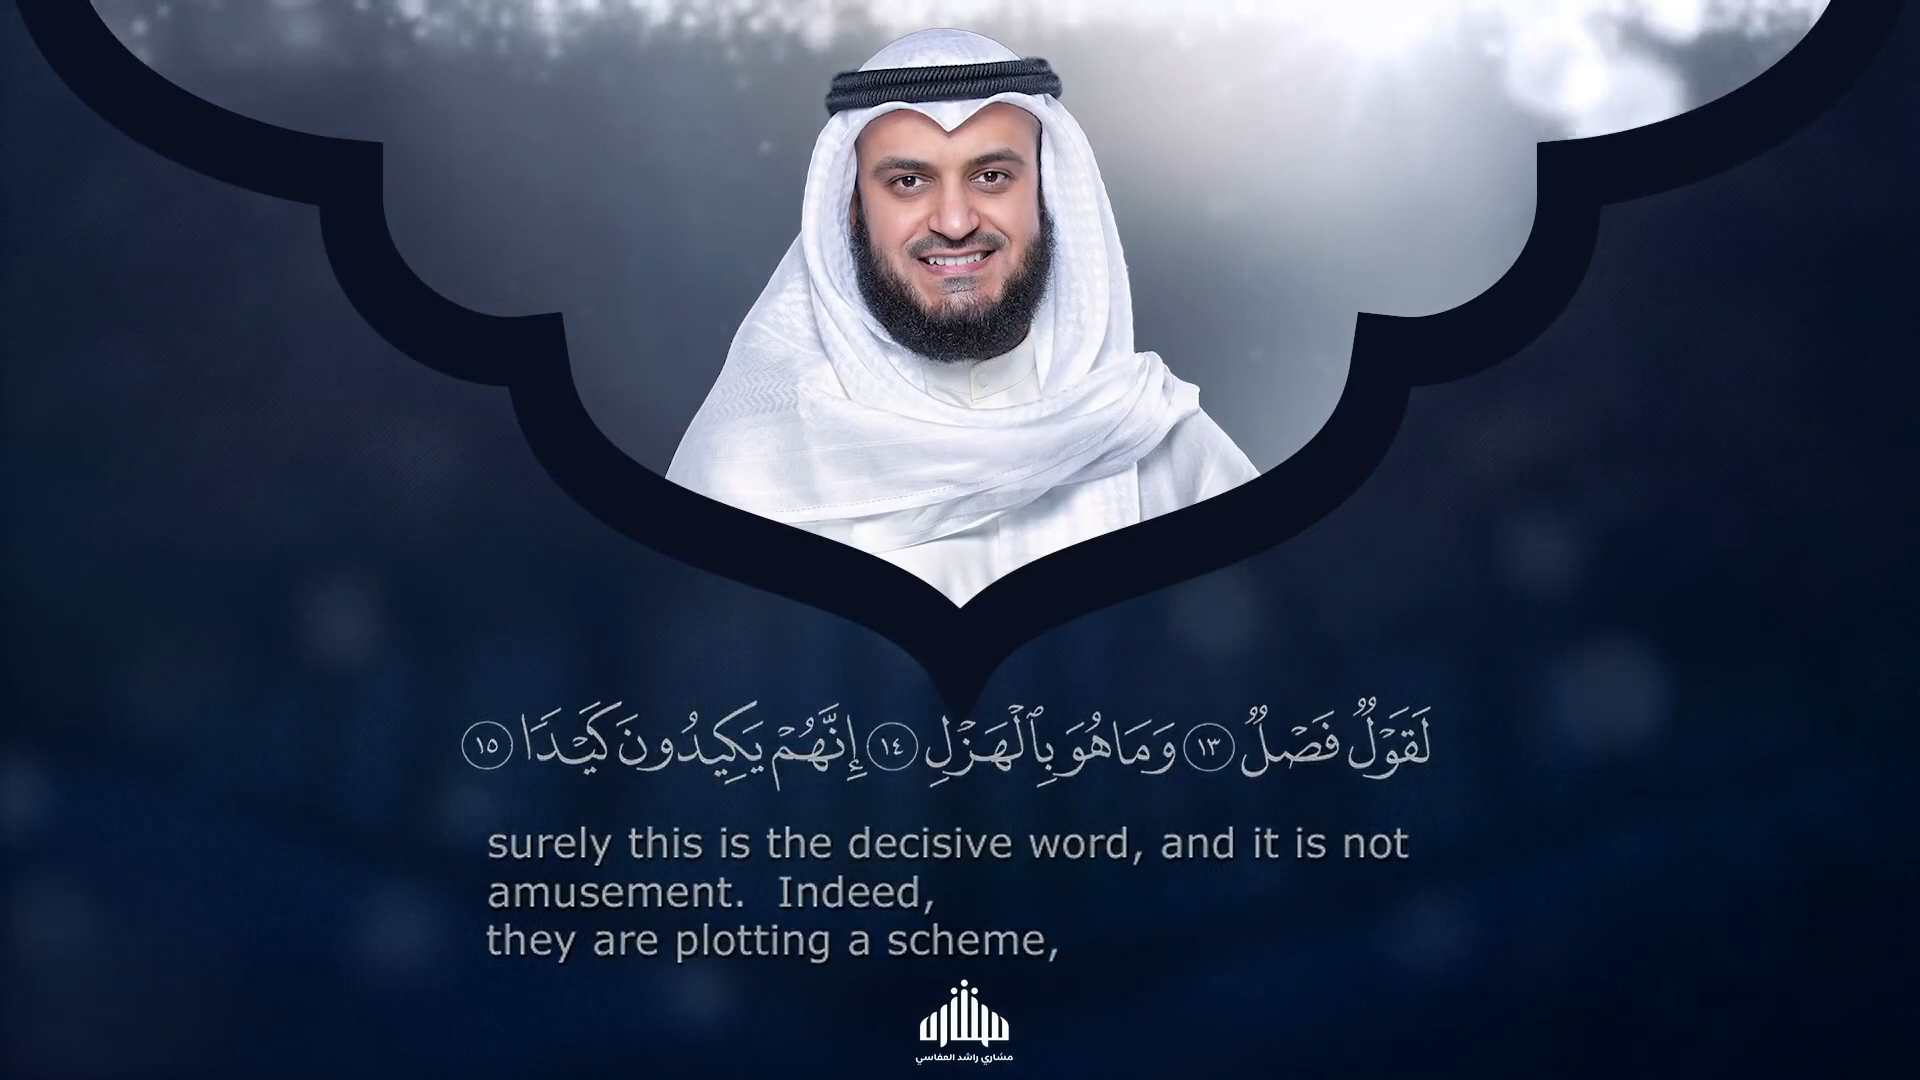 لَقَوْلٌ فَصْلٌ ١٣ وَمَا هُوَ بِٱلْهَزْلِ ١٤ إِنَّهُمْ يَكِيدُونَ كَيْدًا ١٥
surely this is the decisive word, and it is not
amusement. Indeed,
they are plotting a scheme,
مشاري راشد العفاسي